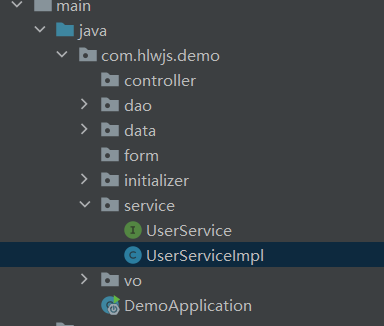 main
java
com.hlwjs.demo
controller
dao
data
form
initializer
service
UserService
UserServiceImpl
vo
DemoApplication